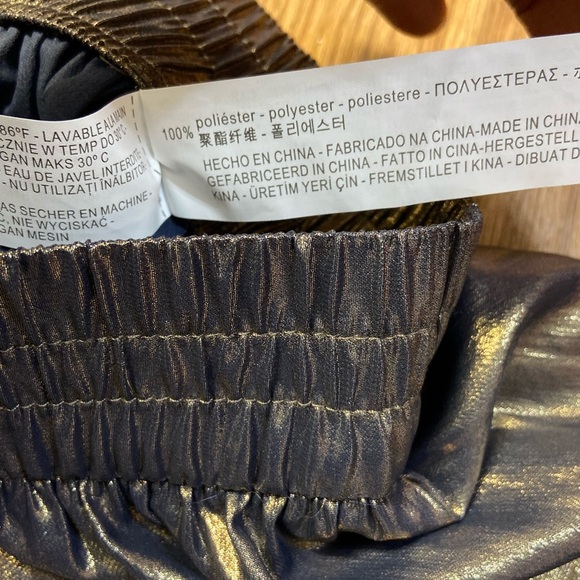 86°F - LAVABLE A LA MAIN
CZNIE W TEMP DO 30°C
GAN MAKS 30° C
EAU DE JAVEL INTERDITE
- NU UTILIZAȚI ÎNĂLBITOR
AS SECHER EN MACHINE -
NIE WYCISKAĆ -
GAN MESIN
100% poliéster - polyester - poliestere - ΠΟΛΥΕΣΤΕΡΑΣ -
聚酯纤维 - 폴리에스터
HECHO EN CHINA - FABRICADO NA CHINA-MADE IN CHINA
GEFABRICEERD IN CHINA - FATTO IN CINA-HERGESTELL
KINA - ÜRETİM YERİ ÇİN - FREMSTILLET I KINA - DIBUAT D